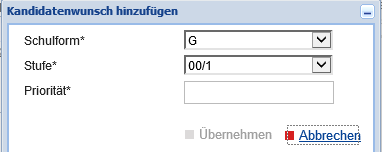 Kandidatenwunsch hinzufügen
Schulform* G
Stufe* 00/1
Priorität*
Übernehmen Abbrechen